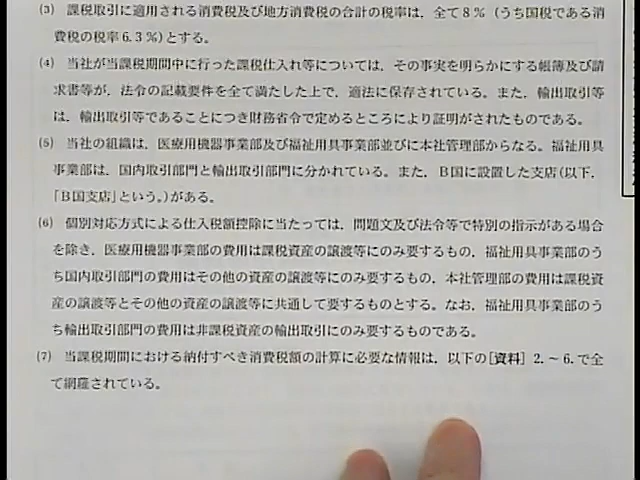 (3) 課税取引に適用される消費税及び地方消費税の合計の税率は、全て8％（うち国税である消
費税の税率6.3％)とする。
(4) 当社が当課税期間中に行った課税仕入れ等については、その事実を明らかにする帳簿及び請
求書等が、法令の記載要件を全て満たした上で、適法に保存されている。また、輸出取引等
は、輸出取引等であることにつき財務省令で定めるところにより証明がされたものである。
(5) 当社の組織は、医療用機器事業部及び福祉用具事業部並びに本社管理部からなる。福祉用具
事業部は、国内取引部門と輸出取引部門に分かれている。また、B国に設置した支店(以下、
「B国支店」という。)がある。
(6) 個別対応方式による仕入税額控除に当たっては、問題文及び法令等で特別の指示がある場合
を除き、医療用機器事業部の費用は課税資産の譲渡等にのみ要するもの、福祉用具事業部のう
ち国内取引部門の費用はその他の資産の譲渡等にのみ要するもの、本社管理部の費用は課税資
産の譲渡等とその他の資産の譲渡等に共通して要するものとする。なお、福祉用具事業部のう
ち輸出取引部門の費用は非課税資産の輸出取引にのみ要するものである。
(7) 当課税期間における納付すべき消費税額の計算に必要な情報は、以下の[資料] 2.～6.で全
て網羅されている。